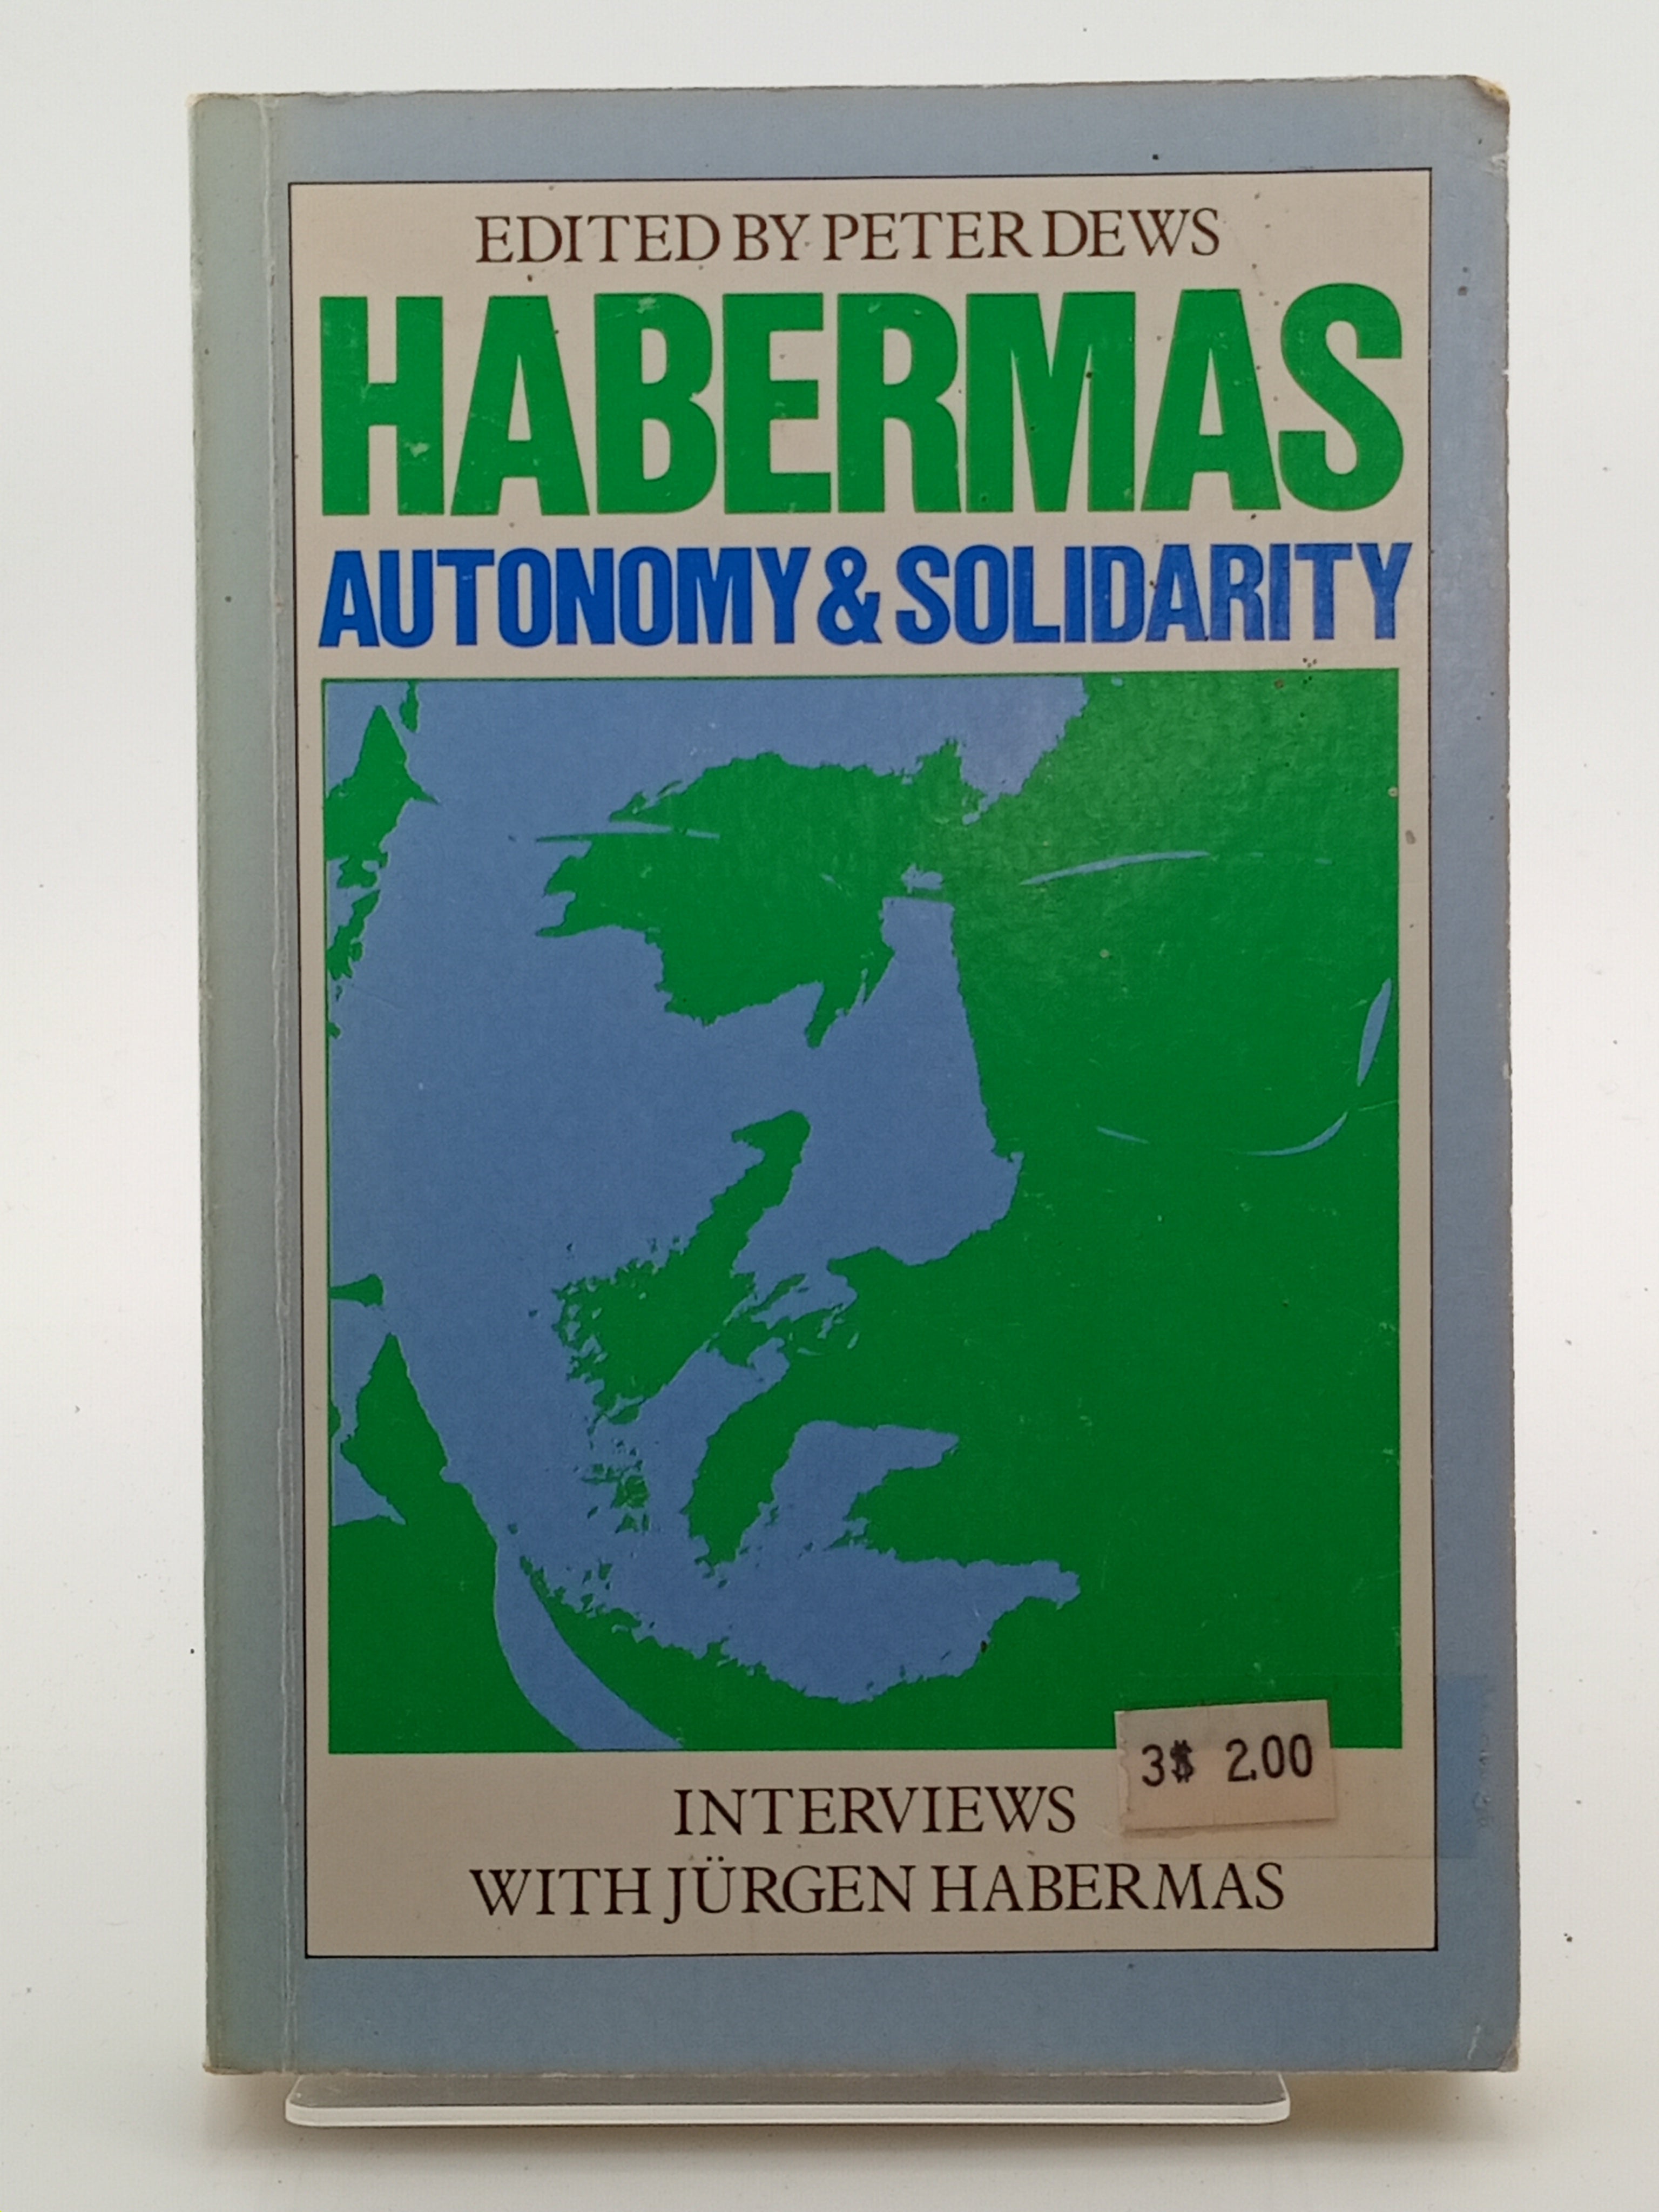 EDITED BY PETER DEWS
HABERMAS
AUTONOMY & SOLIDARITY
3$ 2.00
INTERVIEWS
WITH JÜRGEN HABERMAS